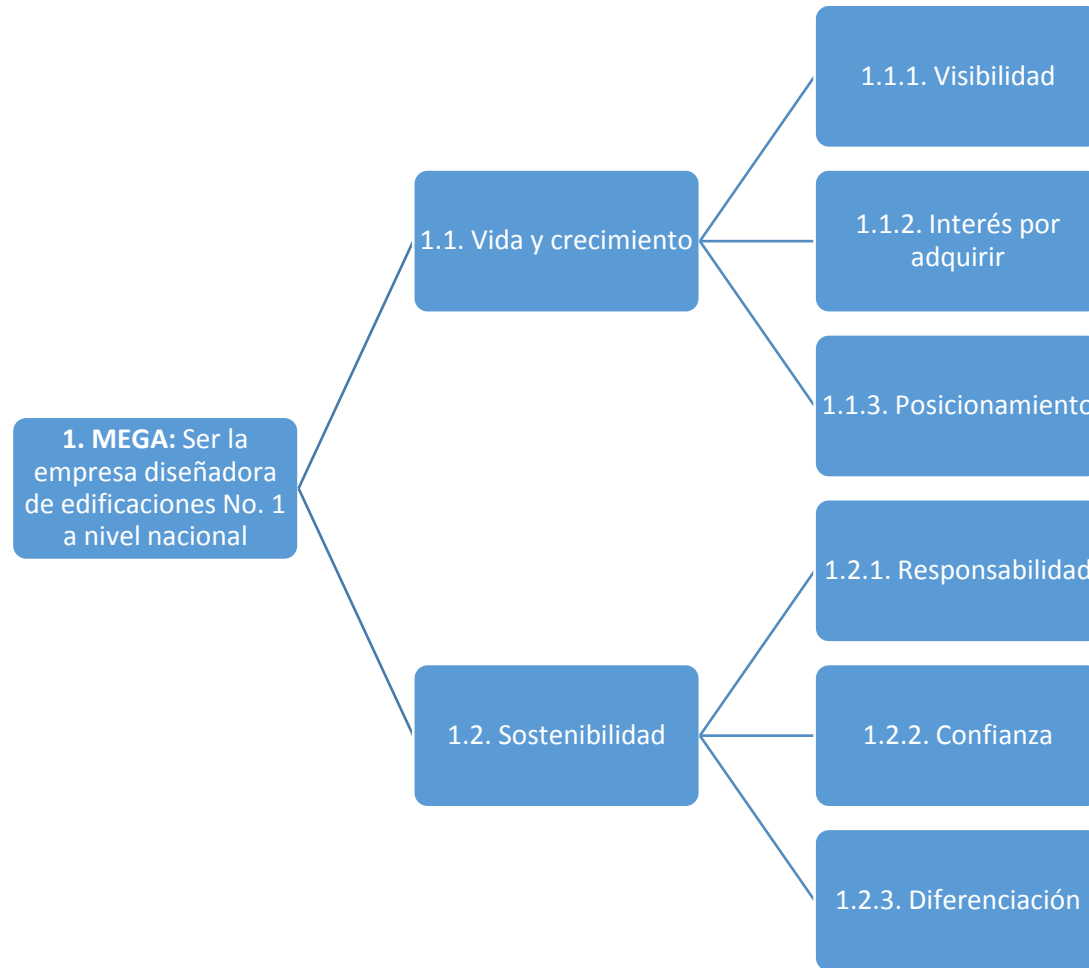 1. MEGA: Ser la
empresa diseñadora
de edificaciones No. 1
a nivel nacional
1.1. Vida y crecimiento
1.1.1. Visibilidad
1.1.2. Interés por
adquirir
1.1.3. Posicionamiento
1.2. Sostenibilidad
1.2.1. Responsabilidad
1.2.2. Confianza
1.2.3. Diferenciación